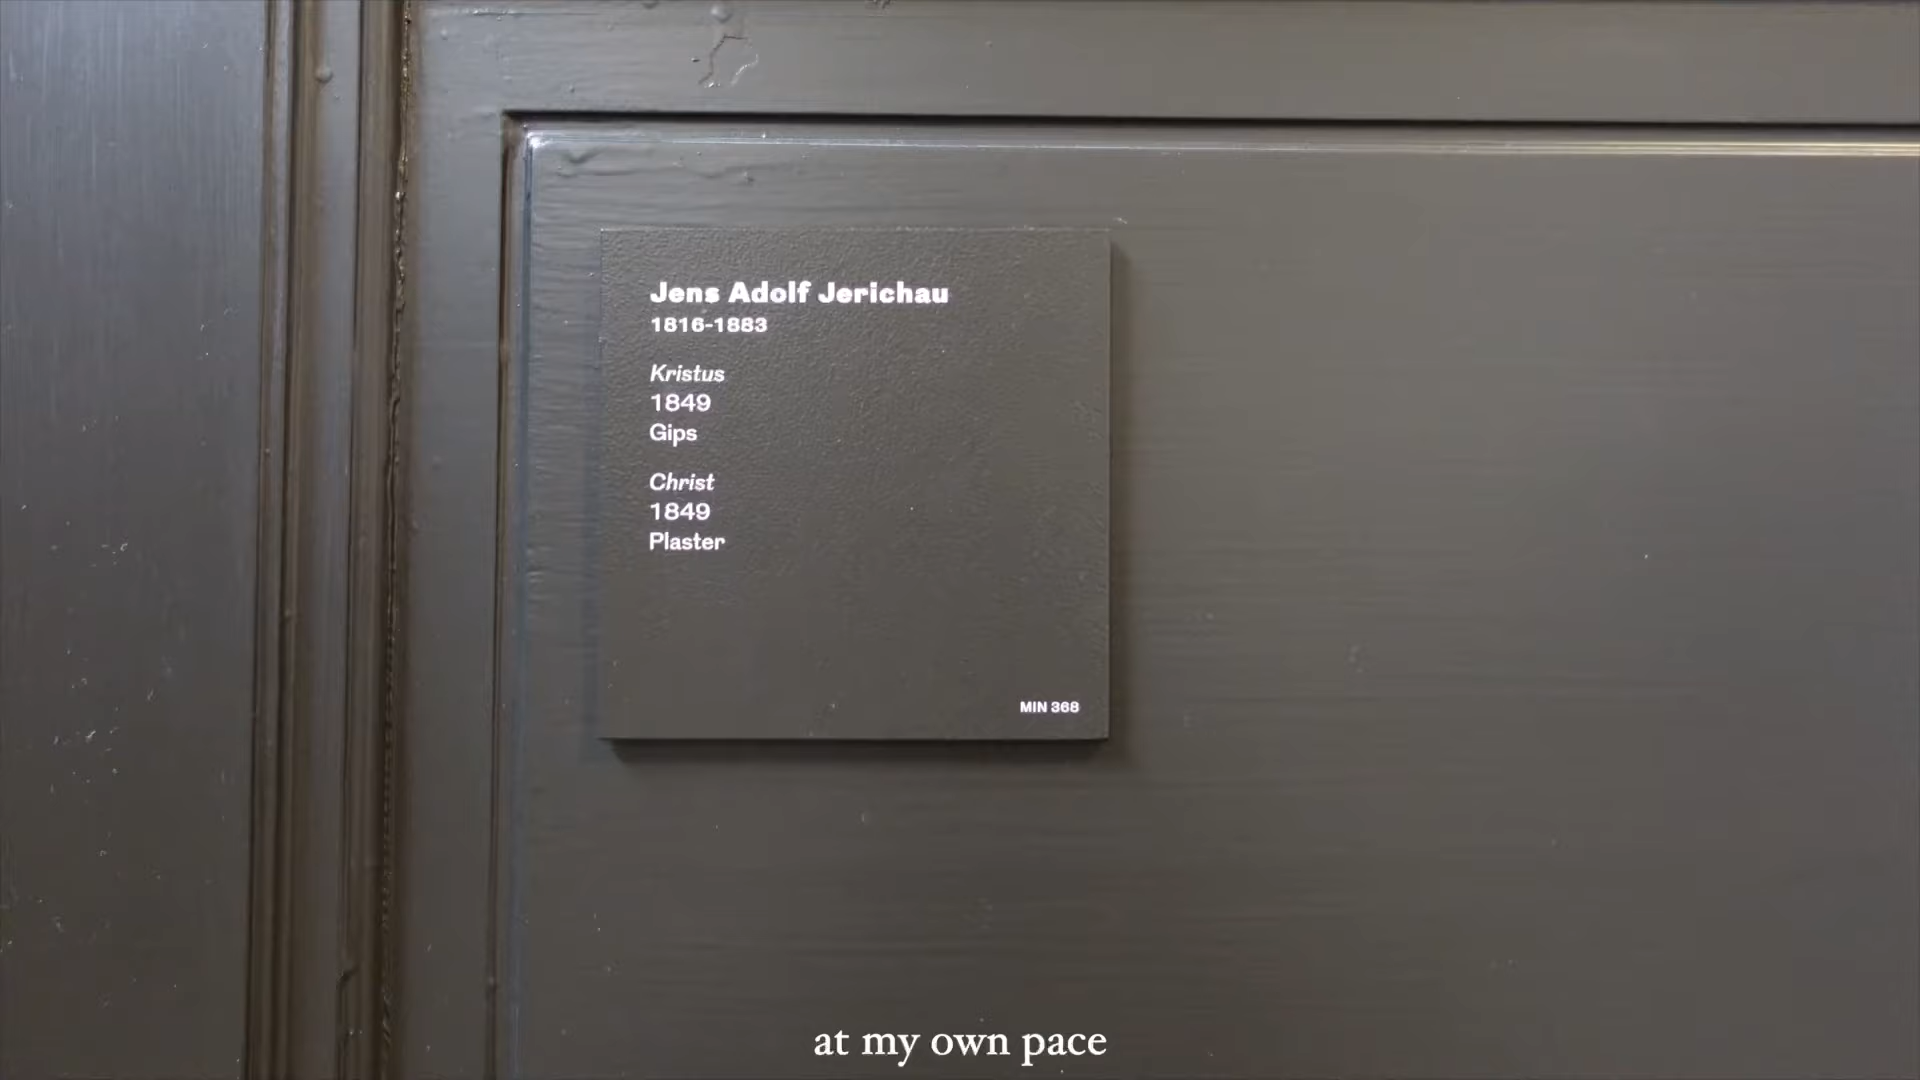 Jens Adolf Jerichau
1816-1883
Kristus
1849
Gips
Christ
1849
Plaster
MIN 368
at my own pace